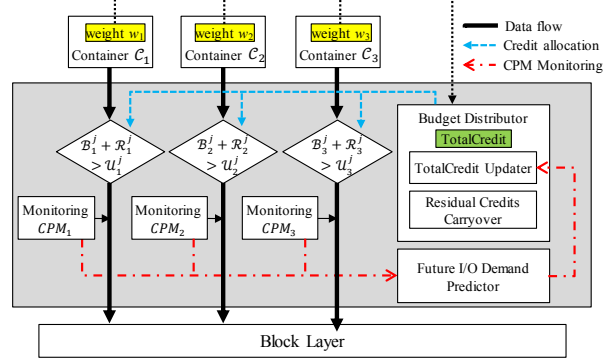 weight w₁
Container 𝒞₁
weight w₂
Container 𝒞₂
weight w₃
Container 𝒞₃
Data flow
Credit allocation
CPM Monitoring
ℬ₁ʲ + ℛ₁ʲ
> 𝒰₁ʲ
ℬ₂ʲ + ℛ₂ʲ
> 𝒰₂ʲ
ℬ₃ʲ + ℛ₃ʲ
> 𝒰₃ʲ
Budget Distributor
TotalCredit
TotalCredit Updater
Residual Credits
Carryover
Monitoring
CPM₁
Monitoring
CPM₂
Monitoring
CPM₃
Future I/O Demand
Predictor
Block Layer